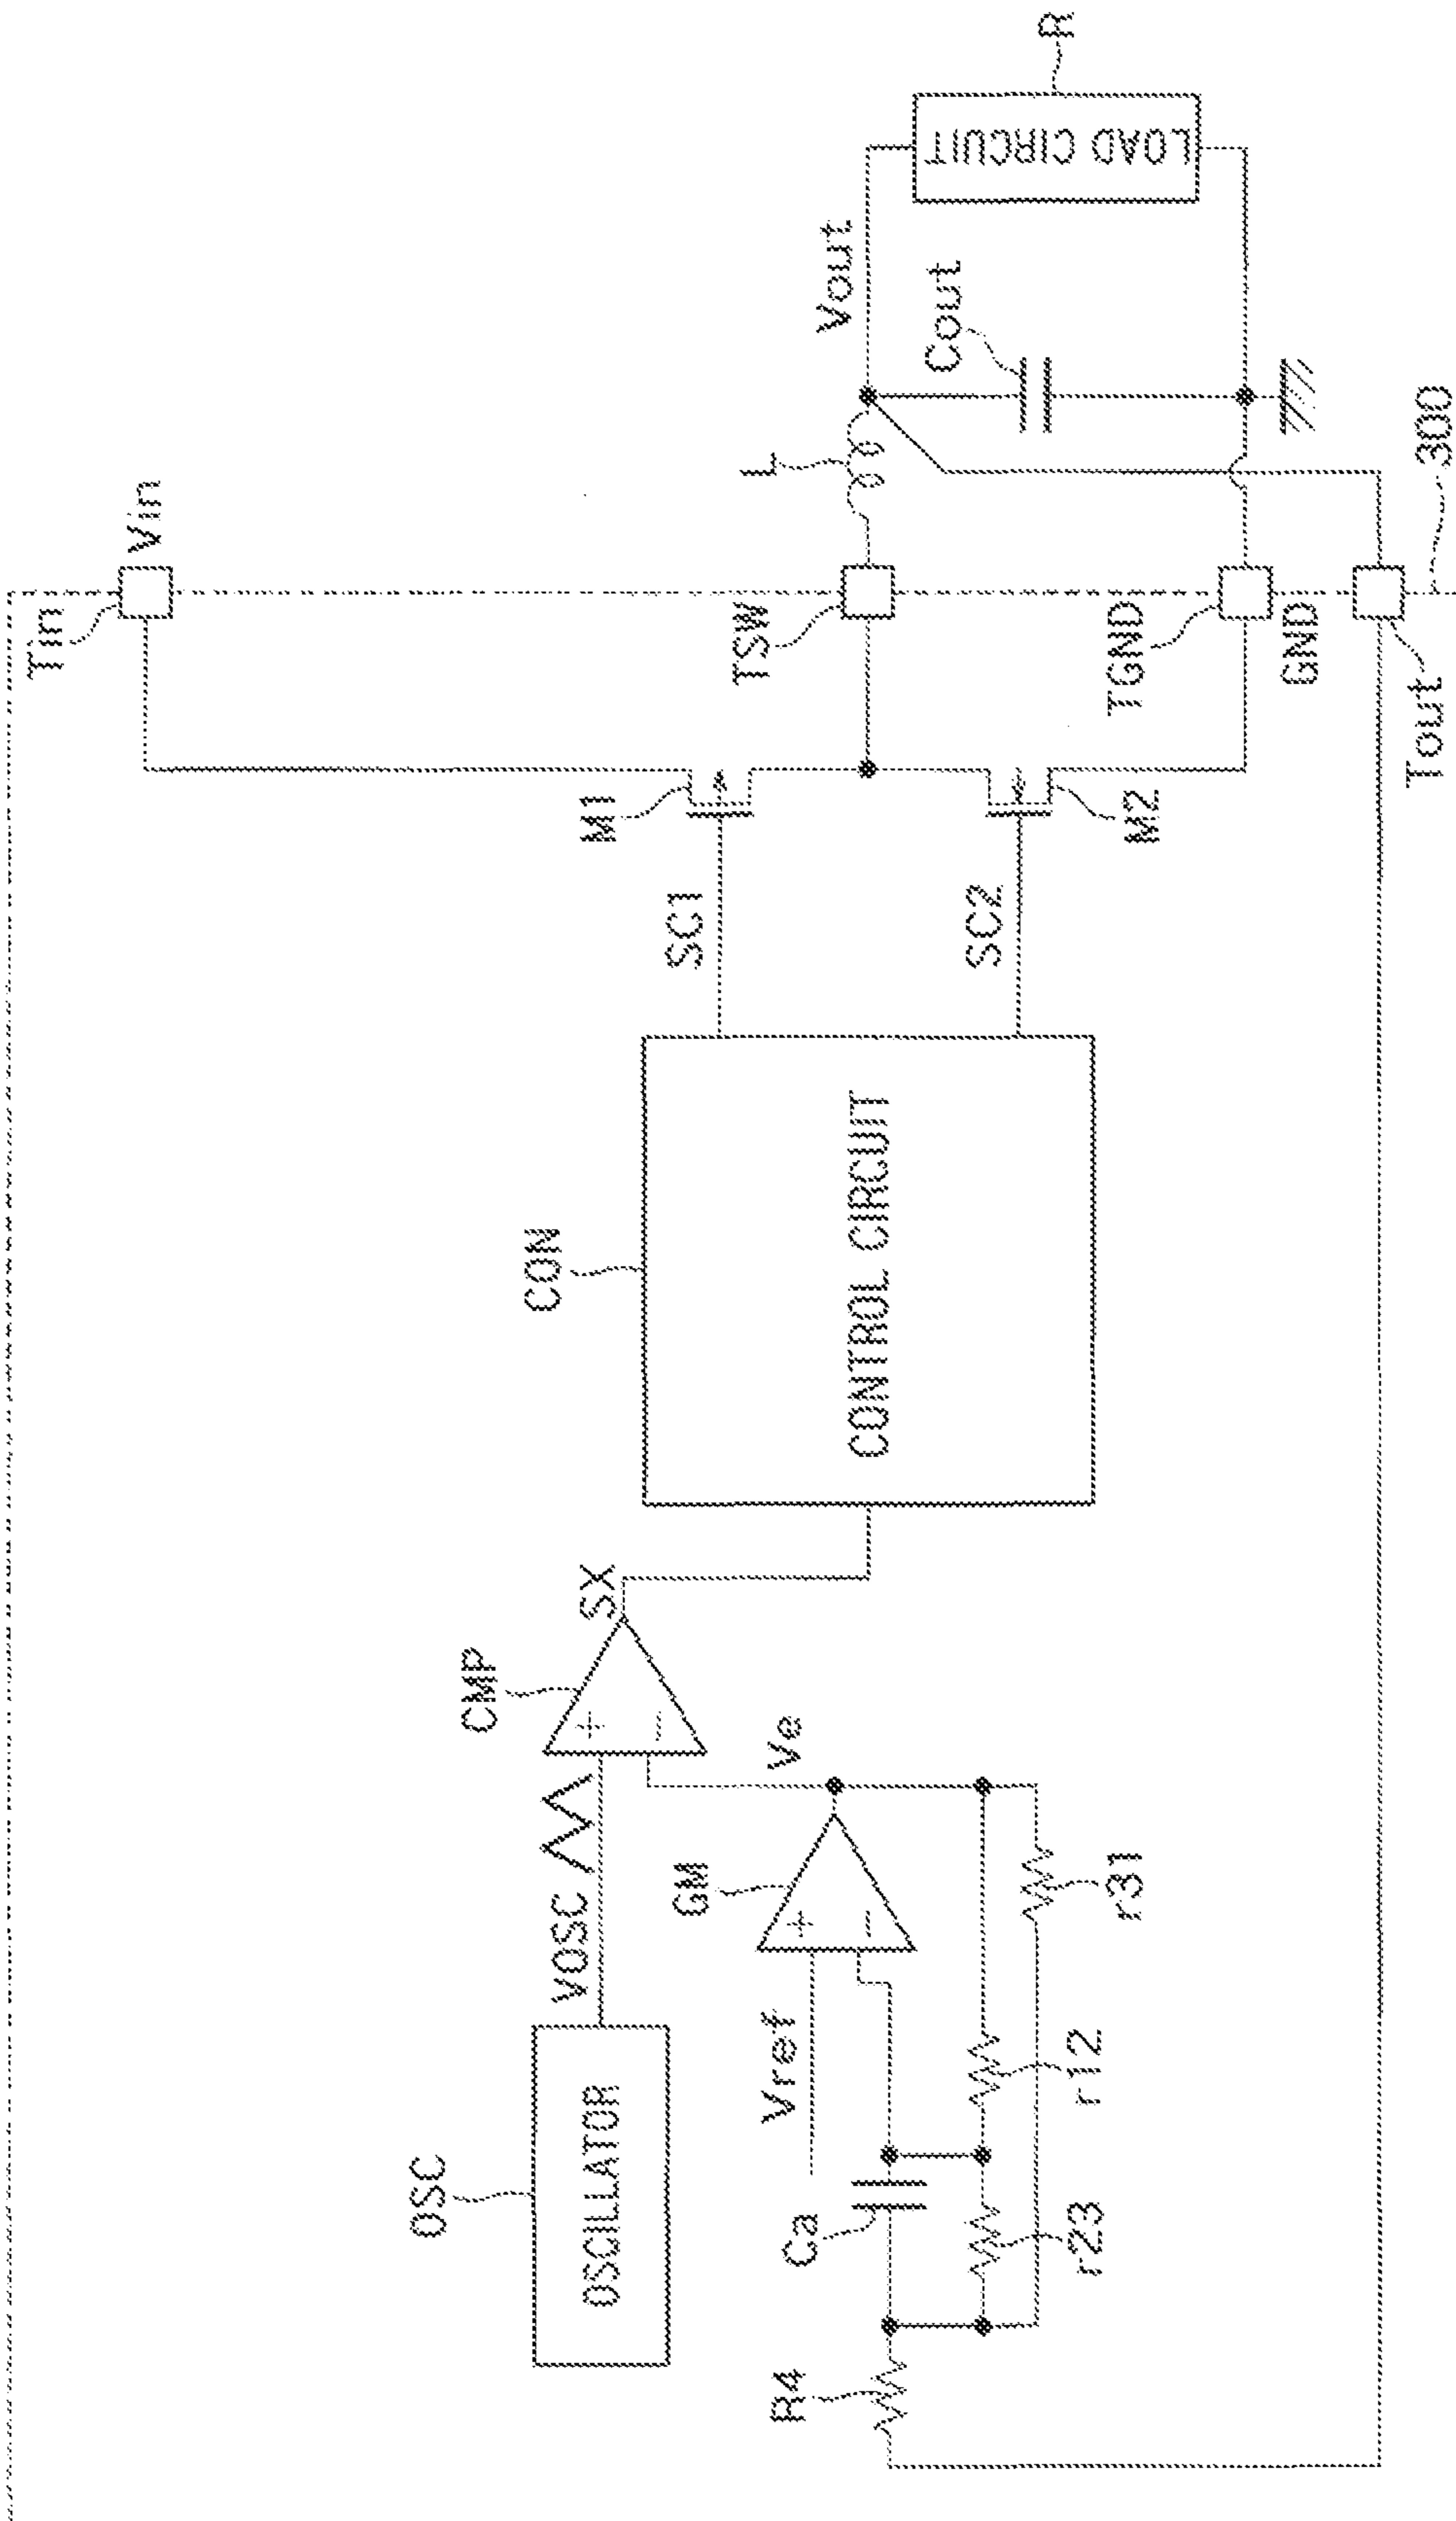 Tin
Vin
M1
SC1
TSW
L
Vout
Cout
LOAD CIRCUIT
R
M2
SC2
TGND
GND
Tout
300
CON
CONTROL CIRCUIT
SX
CMP
+
−
VOSC
OSC
OSCILLATOR
Ve
GM
+
−
Vref
Ca
R4
r12
r23
r31